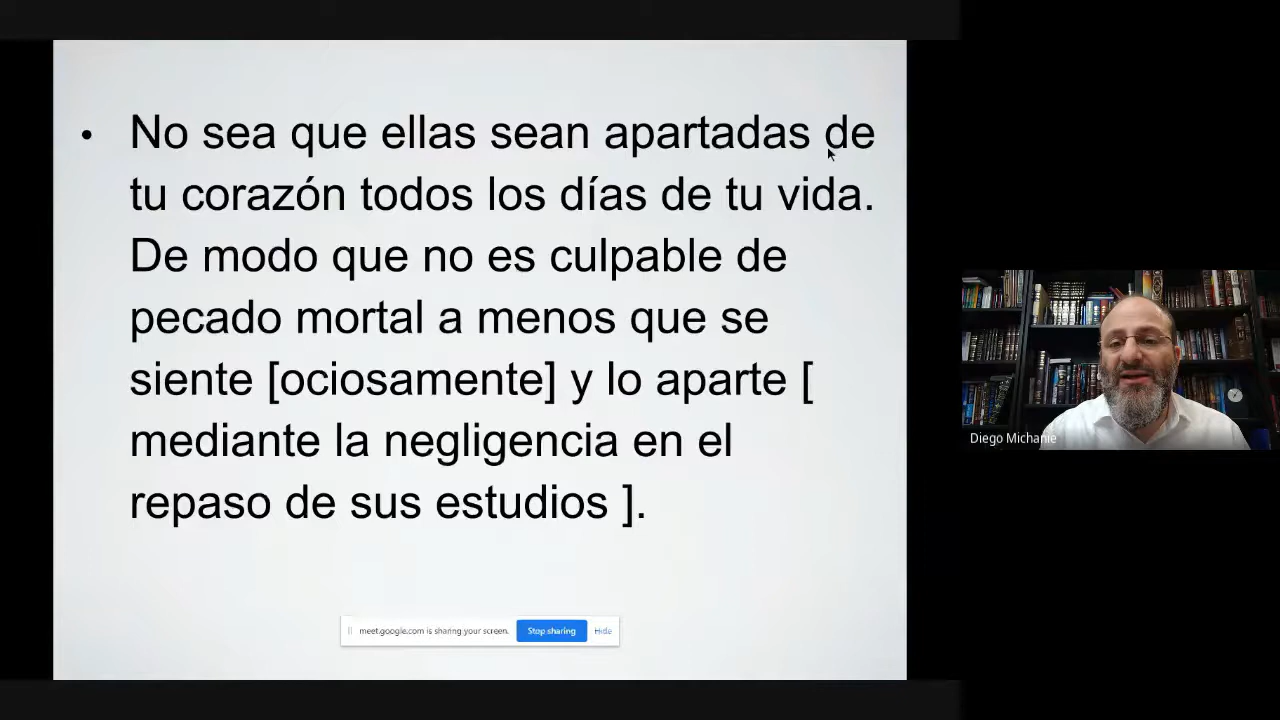 • No sea que ellas sean apartadas de
tu corazón todos los días de tu vida.
De modo que no es culpable de
pecado mortal a menos que se
siente [ociosamente] y lo aparte [
mediante la negligencia en el
repaso de sus estudios ].
meet.google.com is sharing your screen. Stop sharing Hide
Diego Michanie